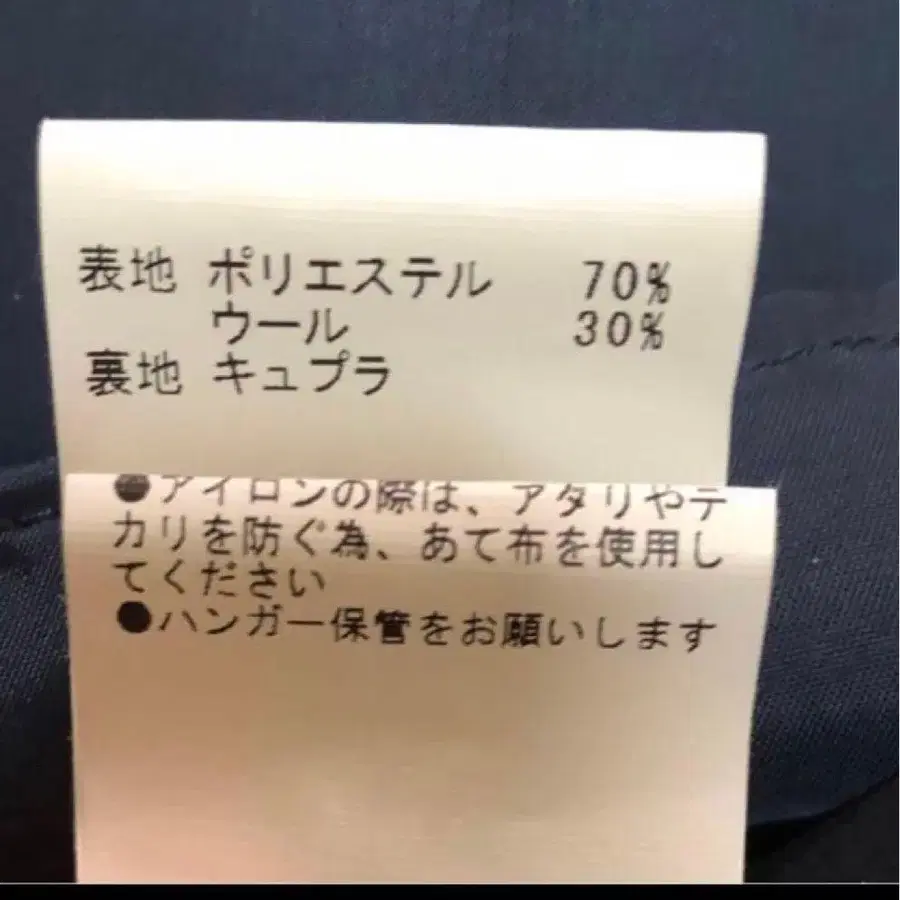 表地 ポリエステル 70%
ウール 30%
裏地 キュプラ
●アイロンの際は、アタリやテ
カリを防ぐ為、あて布を使用し
てください
●ハンガー保管をお願いします